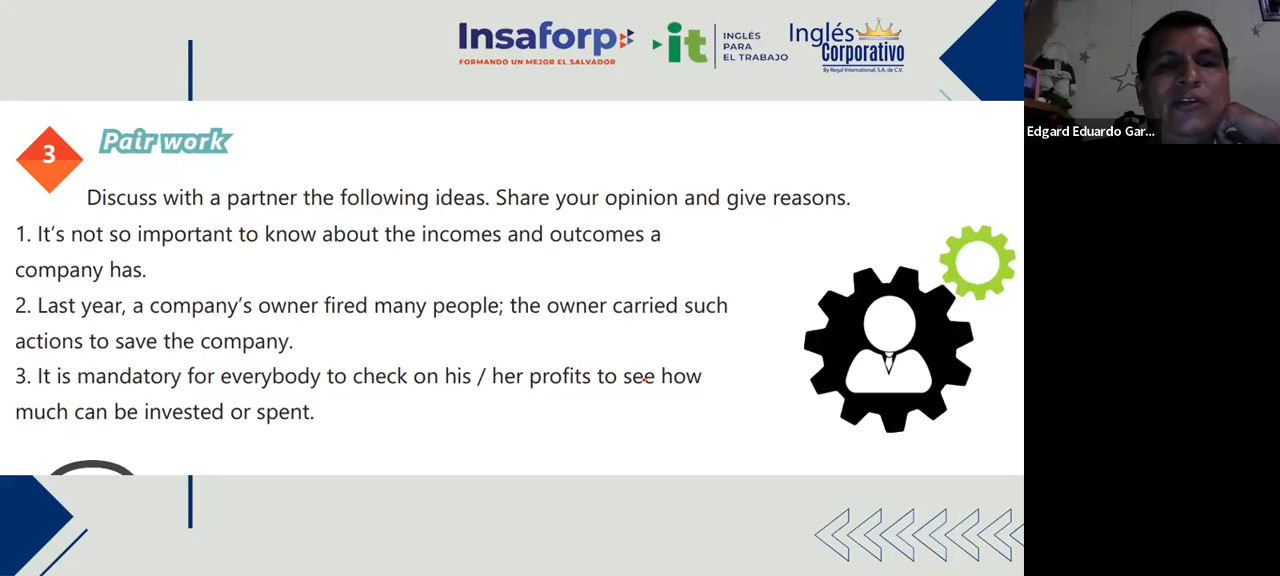 Insaforp
FORMANDO UN MEJOR EL SALVADOR
it
INGLÉS
PARA
EL TRABAJO
Inglés
Corporativo
By Regal International, S.A. de C.V.
Edgard Eduardo Gar...
3
Pair work
Discuss with a partner the following ideas. Share your opinion and give reasons.
1. It's not so important to know about the incomes and outcomes a
company has.
2. Last year, a company's owner fired many people; the owner carried such
actions to save the company.
3. It is mandatory for everybody to check on his / her profits to see how
much can be invested or spent.